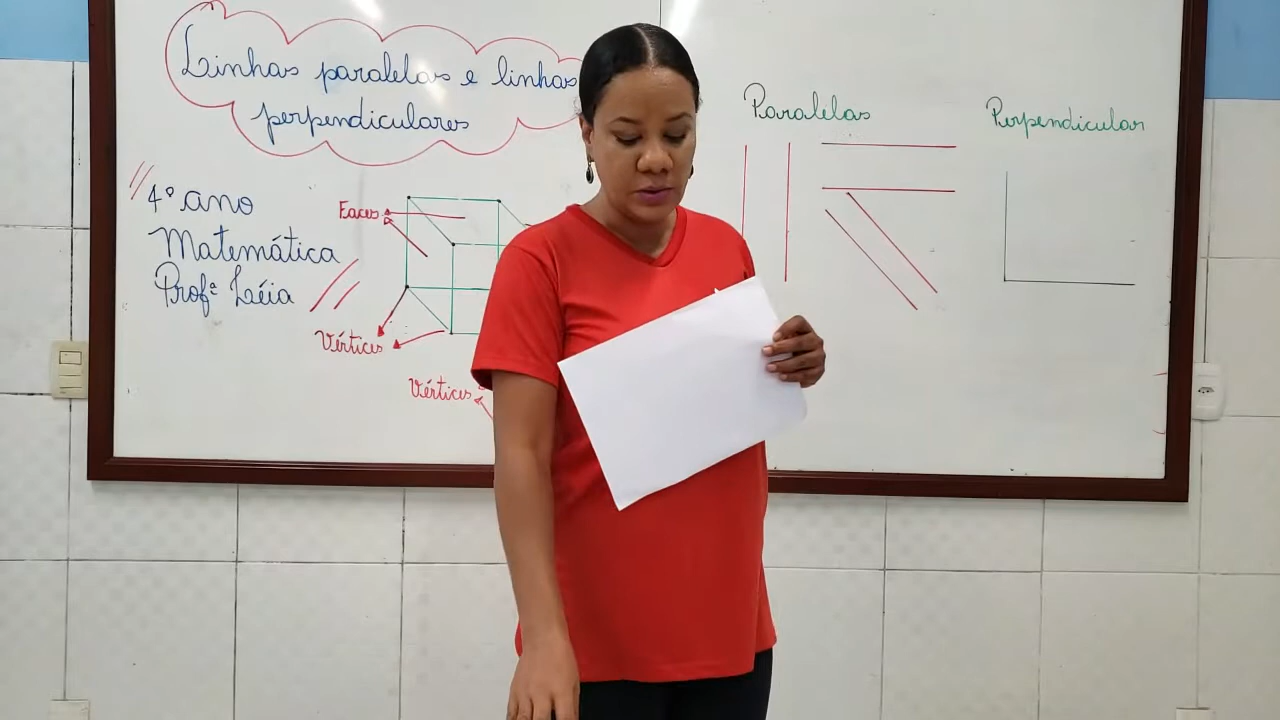 Linhas paralelas e linhas
perpendiculares
4º ano
Matemática
Profª Léia
Faces
Vértices
Vértices
Paralelas
Perpendicular